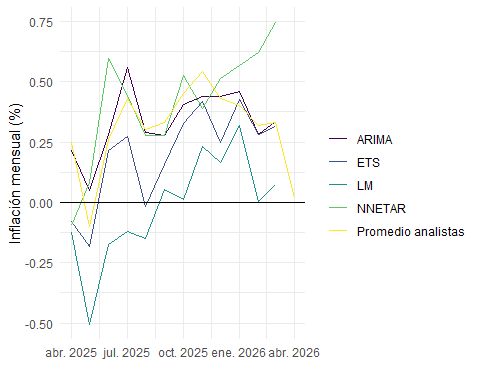 Inflación mensual (%)
0.75
0.50
0.25
0.00
-0.25
-0.50
abr. 2025 jul. 2025 oct. 2025 ene. 2026 abr. 2026
ARIMA
ETS
LM
NNETAR
Promedio analistas